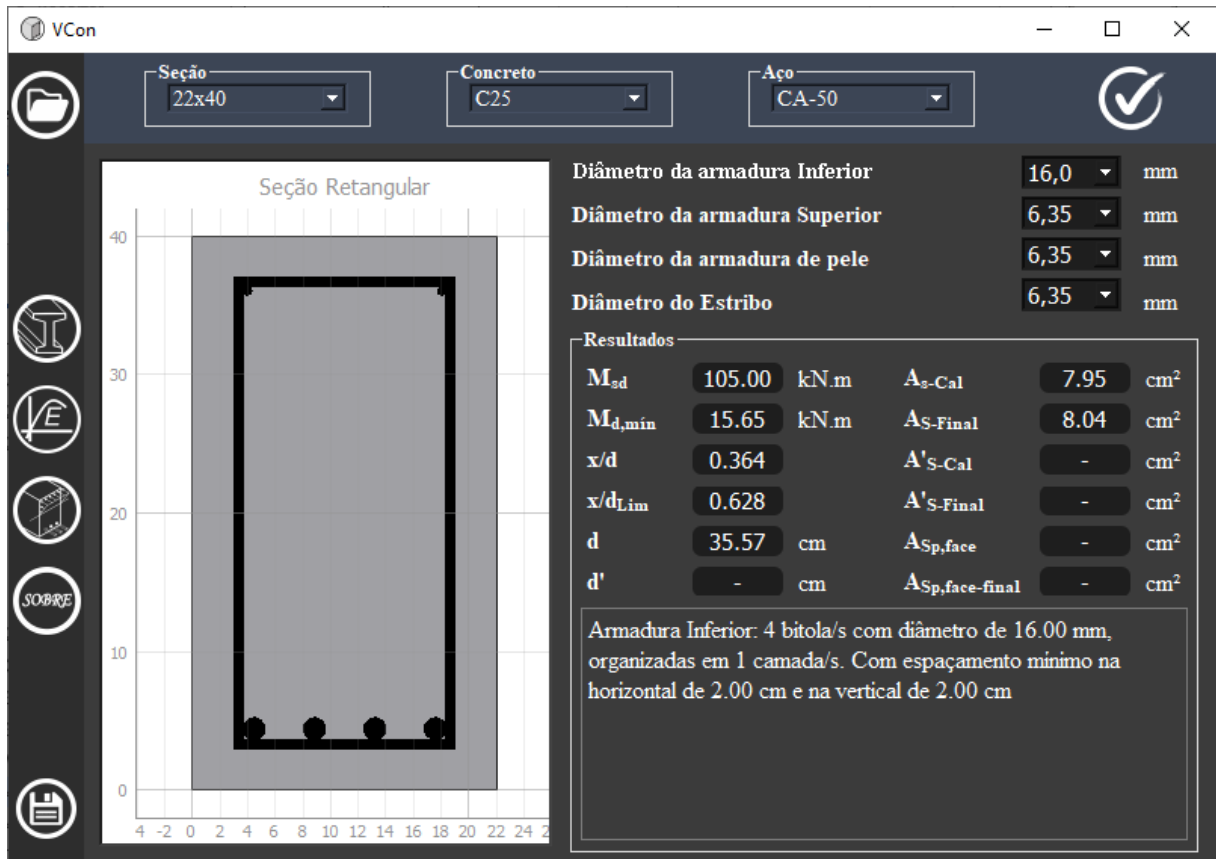 VCon
Seção
22x40
Concreto
C25
Aço
CA-50
SOBRE
Seção Retangular
40
30
20
10
0
4 -2 0 2 4 6 8 10 12 14 16 18 20 22 24 2
Diâmetro da armadura Inferior 16,0 mm
Diâmetro da armadura Superior 6,35 mm
Diâmetro da armadura de pele 6,35 mm
Diâmetro do Estribo 6,35 mm
Resultados
Msd 105.00 kN.m As-Cal 7.95 cm²
Md,mín 15.65 kN.m AS-Final 8.04 cm²
x/d 0.364 A'S-Cal - cm²
x/dLim 0.628 A'S-Final - cm²
d 35.57 cm ASp,face - cm²
d' - cm ASp,face-final - cm²
Armadura Inferior: 4 bitola/s com diâmetro de 16.00 mm,
organizadas em 1 camada/s. Com espaçamento mínimo na
horizontal de 2.00 cm e na vertical de 2.00 cm